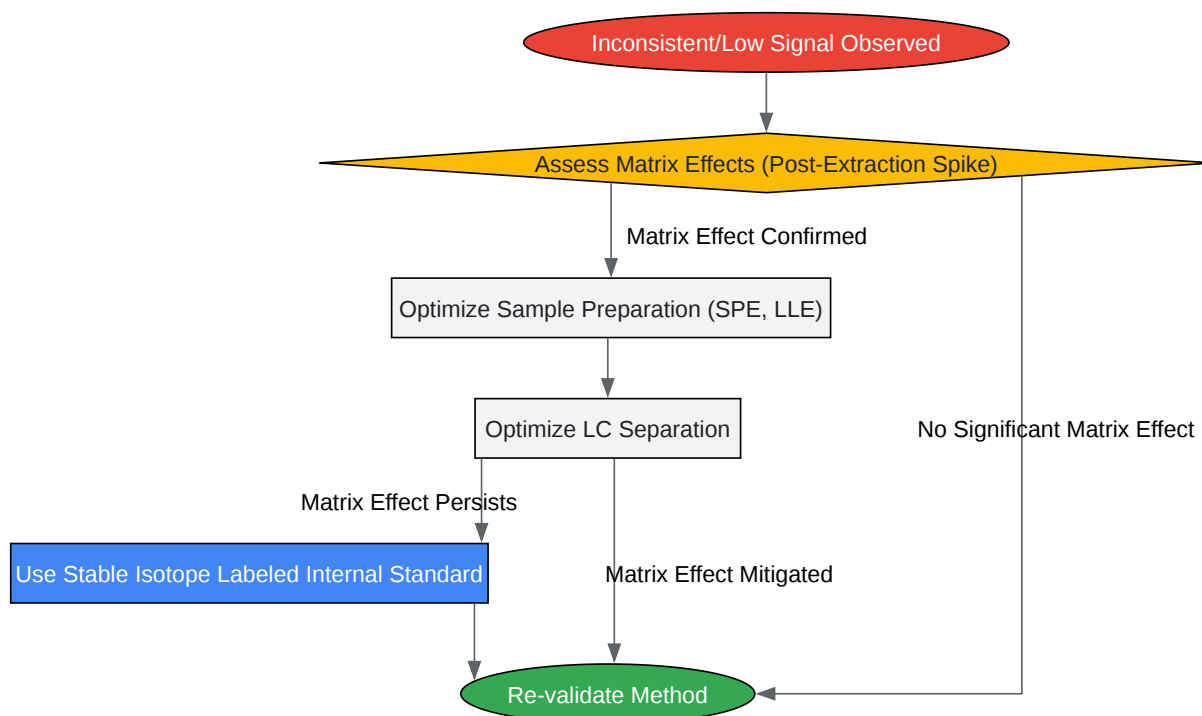 Inconsistent/Low Signal Observed
Assess Matrix Effects (Post-Extraction Spike)
Matrix Effect Confirmed
Optimize Sample Preparation (SPE, LLE)
Optimize LC Separation
No Significant Matrix Effect
Matrix Effect Persists
Use Stable Isotope Labeled Internal Standard
Matrix Effect Mitigated
Re-validate Method